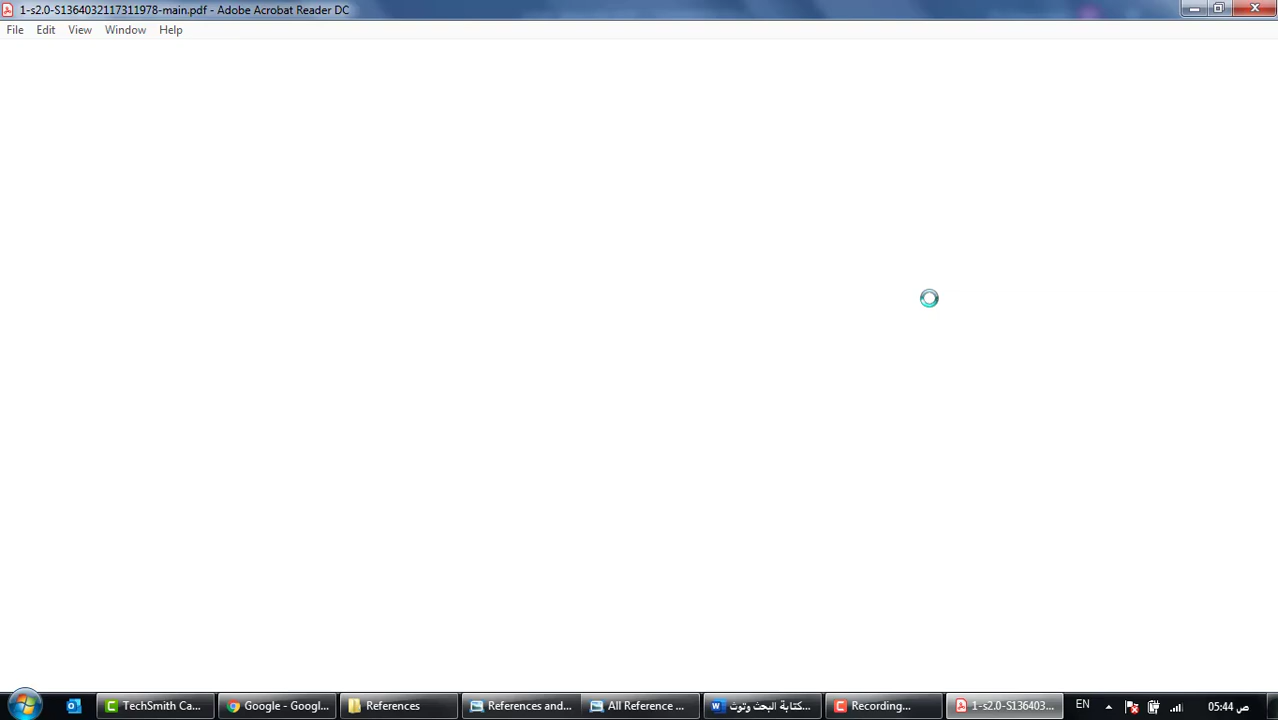 1-s2.0-S1364032117311978-main.pdf - Adobe Acrobat Reader DC
File Edit View Window Help
TechSmith Ca... Google - Googl... References References and... All Reference ... كتابة البحث وتوث... Recording... 1-s2.0-S136403... EN 05:44 ص